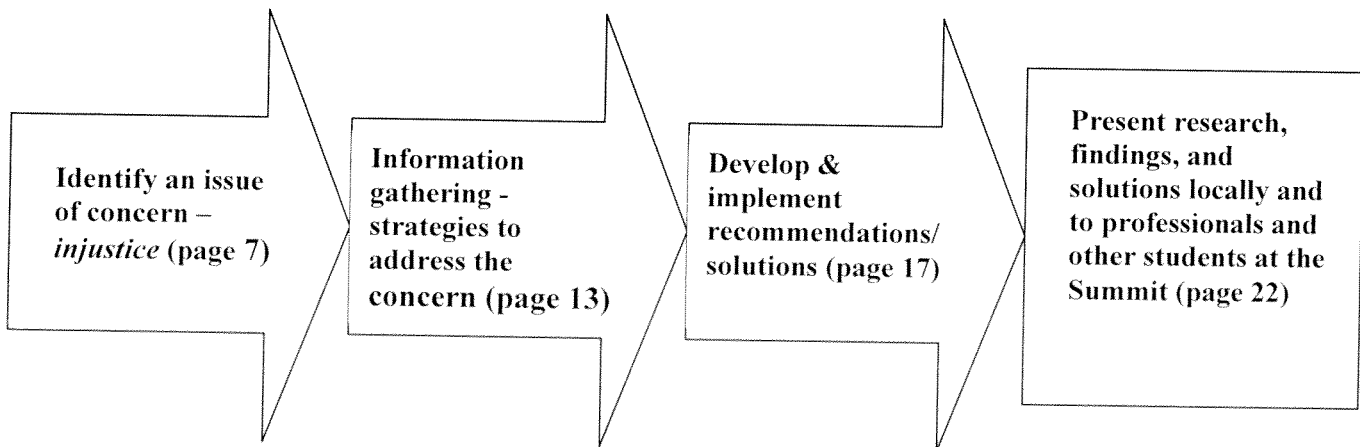 Identify an issue
of concern –
injustice (page 7)
Information
gathering -
strategies to
address the
concern (page 13)
Develop &
implement
recommendations/
solutions (page 17)
Present research,
findings, and
solutions locally and
to professionals and
other students at the
Summit (page 22)